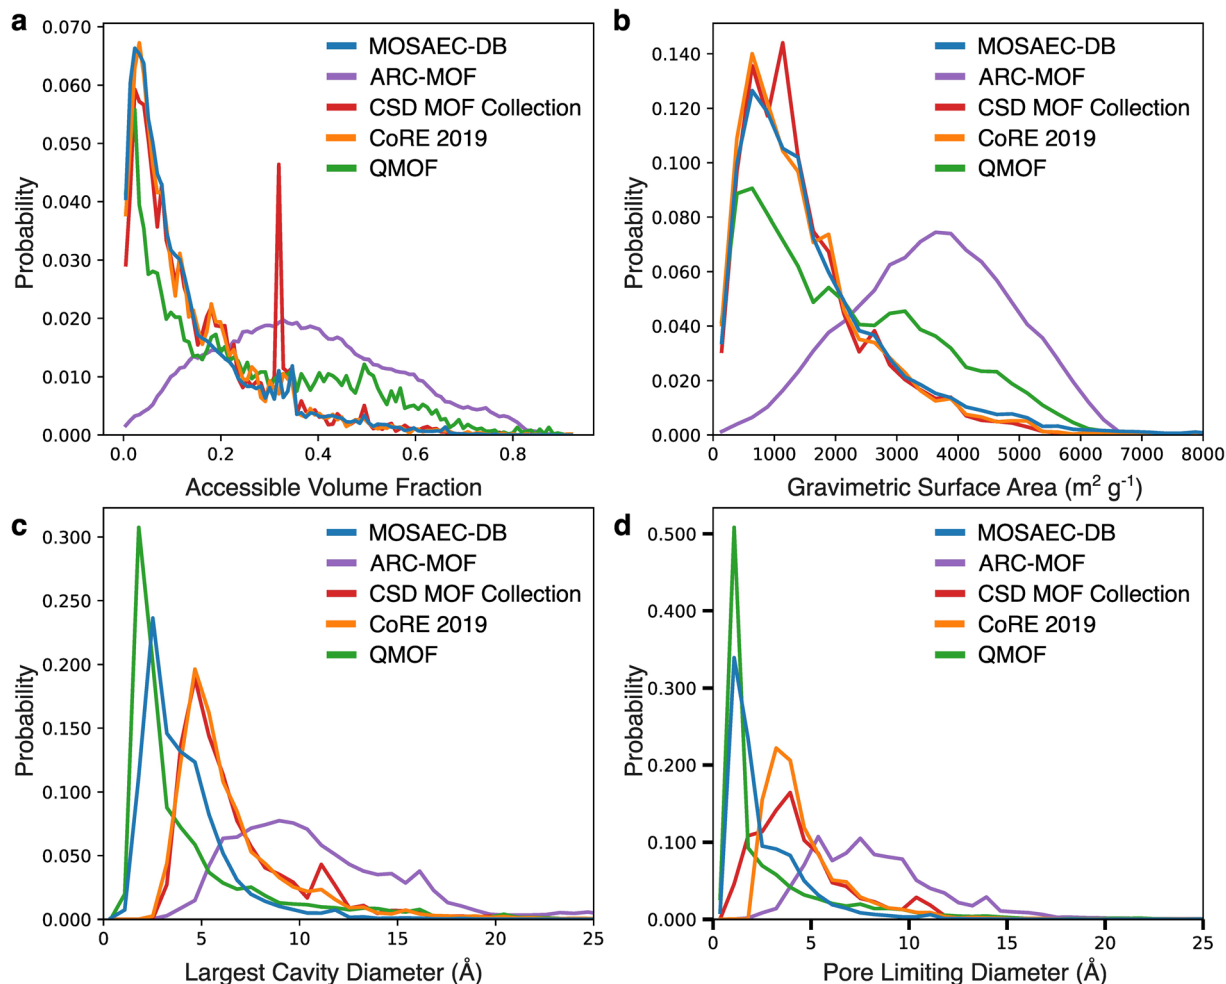 a
0.070
0.060
0.050
0.040
0.030
0.020
0.010
0.000
Probability
MOSAEC-DB
ARC-MOF
CSD MOF Collection
CoRE 2019
QMOF
0.0 0.2 0.4 0.6 0.8
Accessible Volume Fraction
b
0.140
0.120
0.100
0.080
0.060
0.040
0.020
0.000
Probability
MOSAEC-DB
ARC-MOF
CSD MOF Collection
CoRE 2019
QMOF
0 1000 2000 3000 4000 5000 6000 7000 8000
Gravimetric Surface Area (m² g⁻¹)
c
0.300
0.250
0.200
0.150
0.100
0.050
0.000
Probability
MOSAEC-DB
ARC-MOF
CSD MOF Collection
CoRE 2019
QMOF
0 5 10 15 20 25
Largest Cavity Diameter (Å)
d
0.500
0.400
0.300
0.200
0.100
0.000
Probability
MOSAEC-DB
ARC-MOF
CSD MOF Collection
CoRE 2019
QMOF
0 5 10 15 20 25
Pore Limiting Diameter (Å)